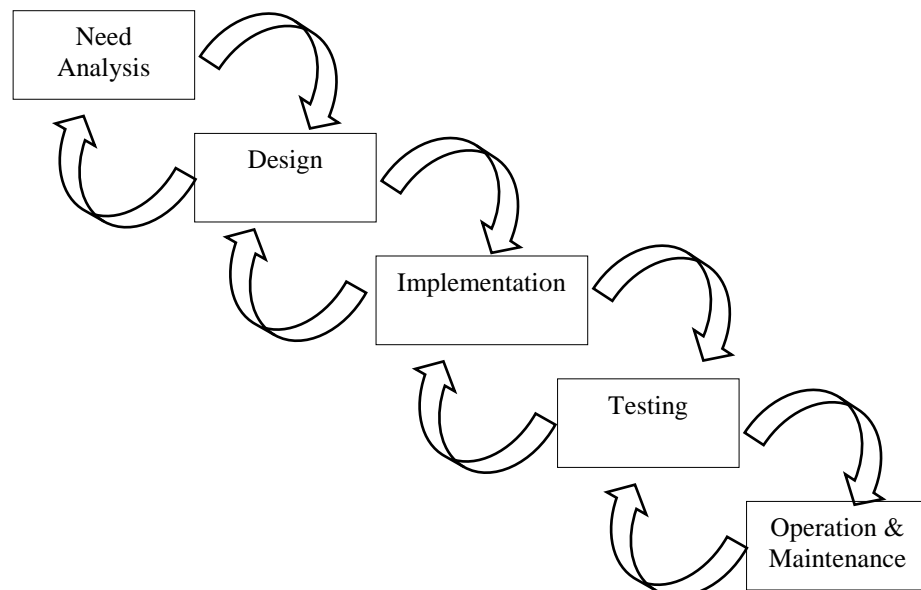 Need
Analysis
Design
Implementation
Testing
Operation &
Maintenance